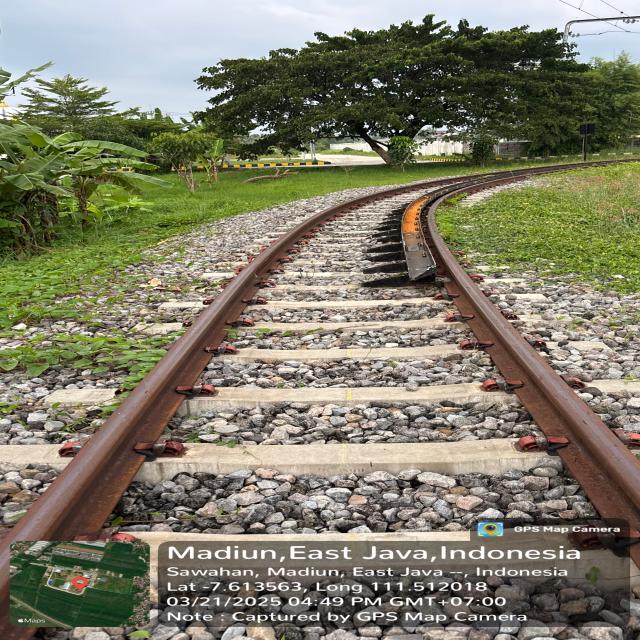 GPS Map Camera
Madiun,East Java,Indonesia
Sawahan, Madiun, East Java --, Indonesia
Lat -7.613563, Long 111.512018
03/21/2025 04:49 PM GMT+07:00
Note : Captured by GPS Map Camera
Maps